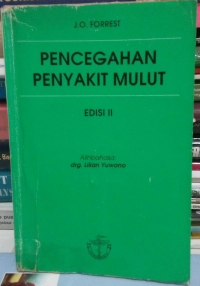 J.O. FORREST
PENCEGAHAN
PENYAKIT MULUT
EDISI II
Alihbahasa
drg. Lilian Yuwono